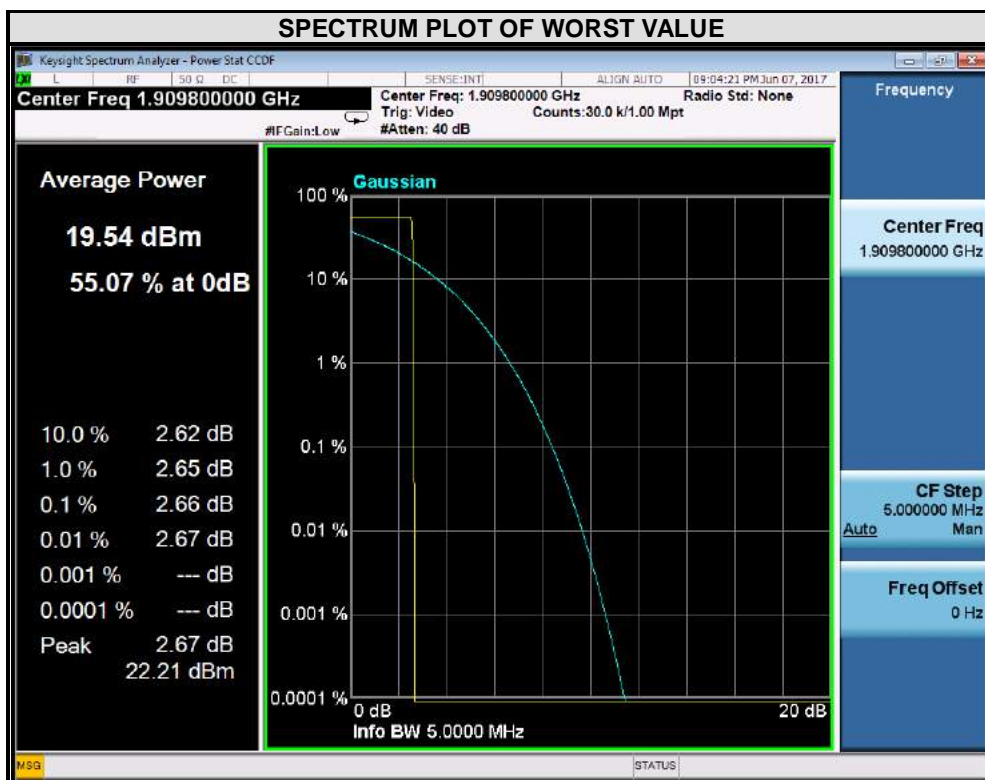 SPECTRUM PLOT OF WORST VALUE
Keysight Spectrum Analyzer - Power Stat CCDF
L RF 50 Ω DC SENSE:INT ALIGN AUTO 09:04:21 PM Jun 07, 2017
Center Freq 1.909800000 GHz
Center Freq: 1.909800000 GHz Radio Std: None
Trig: Video Counts:30.0 k/1.00 Mpt
#IFGain:Low #Atten: 40 dB
Frequency
Average Power
19.54 dBm
55.07 % at 0dB
10.0 % 2.62 dB
1.0 % 2.65 dB
0.1 % 2.66 dB
0.01 % 2.67 dB
0.001 % --- dB
0.0001 % --- dB
Peak 2.67 dB
22.21 dBm
Gaussian
100 %
10 %
1 %
0.1 %
0.01 %
0.001 %
0.0001 %
0 dB 20 dB
Info BW 5.0000 MHz
Center Freq
1.909800000 GHz
CF Step
5.000000 MHz
Auto Man
Freq Offset
0 Hz
MSG STATUS